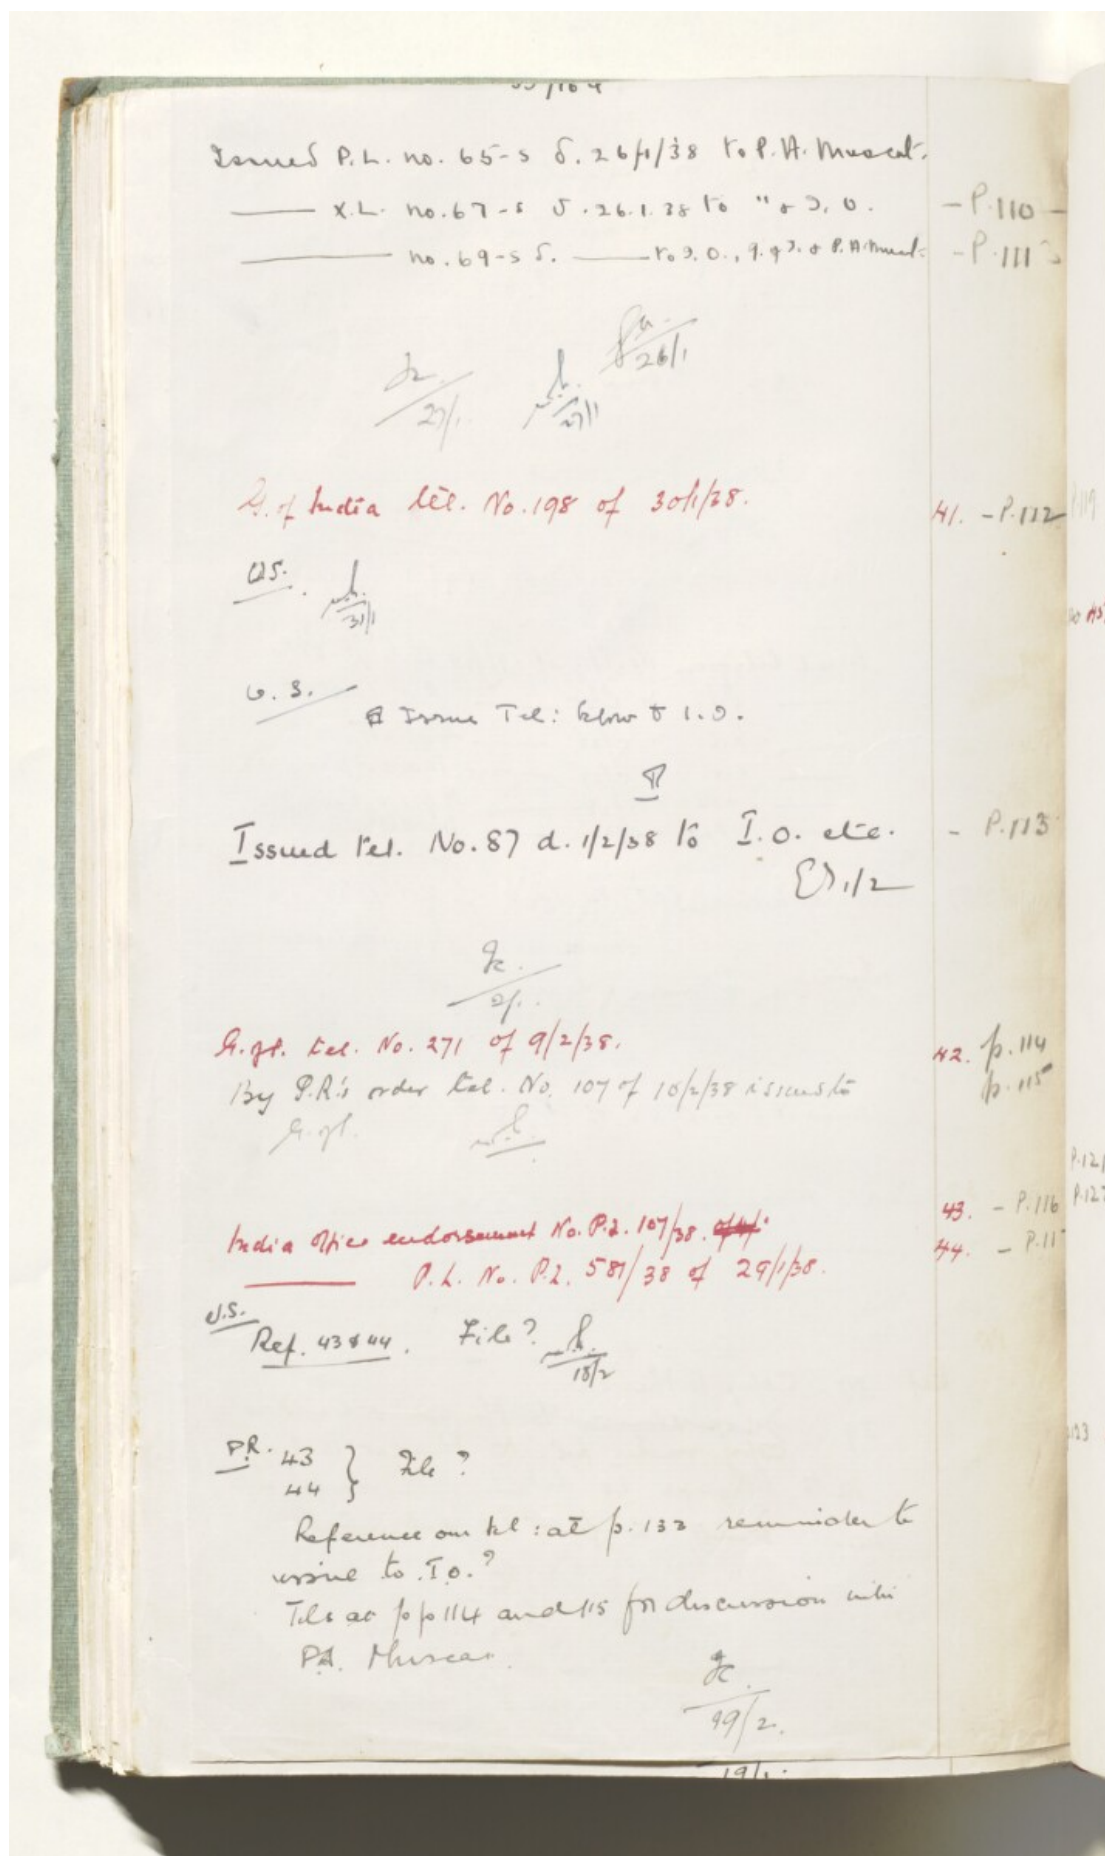 Issued P.L. no. 65-S d. 26/1/38 to P.A. Muscat.
X.L. no. 67-S d. 26.1.38 to " & I.O. - P.110 -
no. 69-S d. to I.O., & P.A. Muscat - P.111
26/1
27/1
27/1
G. of India tel. No. 198 of 30/1/38. 41. - P.112
U.S.
31/1
U.S.
Issue Tel: below to I.O.
Issued tel. No. 87 d. 1/2/38 to I.O. etc. - P.113
1/2
2/.
G. of I. tel. No. 271 of 9/2/38. 42. p. 114
By P.R.'s order tel. No. 107 of 10/2/38 issued to p. 115
G. of I.
India Office endorsement No. P.Z. 107/38. 43. - P.116
P.L. No. P.Z. 581/38 of 29/1/38. 44. - P.11
U.S.
Ref. 43 & 44. File?
18/2
P.R. 43 } File?
44
Reference our tel: at p. reminder to
issue to I.O.?
Tels at pp 114 and 115 for discussion with
PA. Muscat.
19/2.
19/